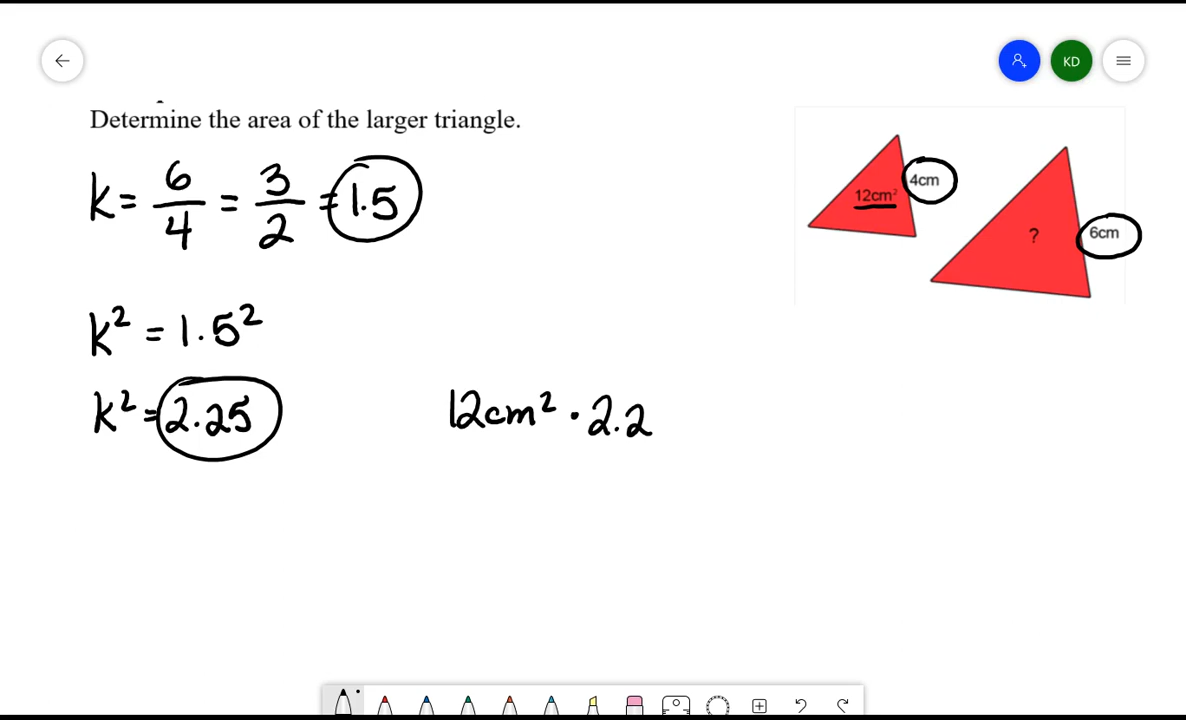 KD
Determine the area of the larger triangle.
k = 6/4 = 3/2 = 1.5
12cm²
4cm
?
6cm
k² = 1.5²
k² = 2.25
12cm² · 2.2